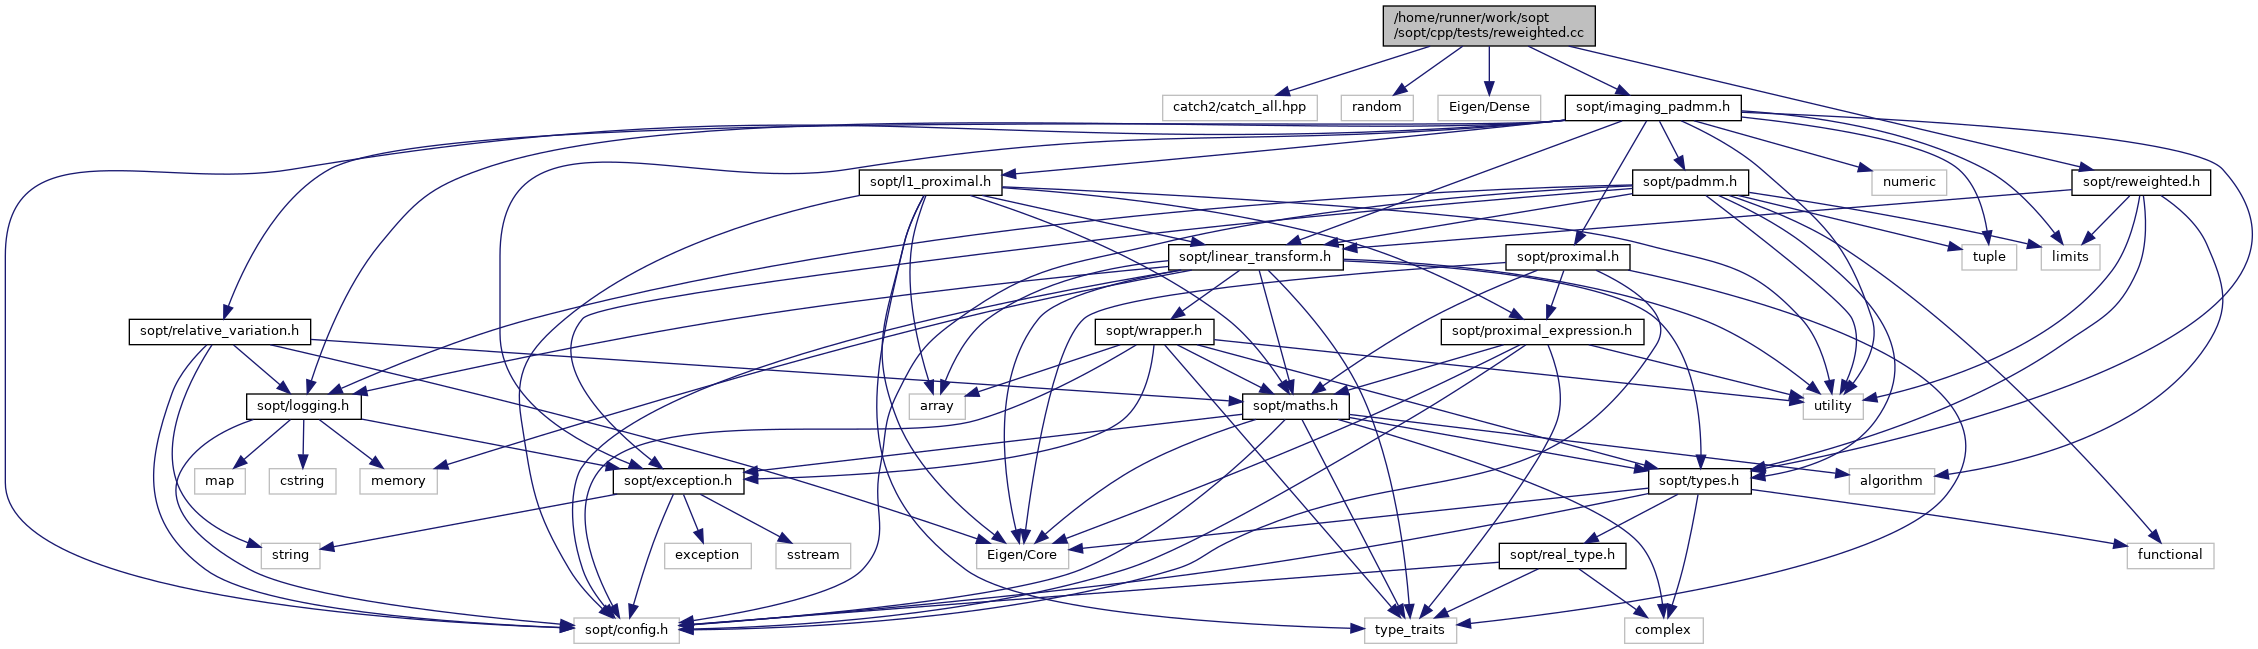 /home/runner/work/sopt
/sopt/cpp/tests/reweighted.cc
catch2/catch_all.hpp
random
Eigen/Dense
sopt/imaging_padmm.h
sopt/l1_proximal.h
sopt/padmm.h
numeric
sopt/reweighted.h
sopt/linear_transform.h
sopt/proximal.h
tuple
limits
sopt/relative_variation.h
sopt/wrapper.h
sopt/proximal_expression.h
sopt/logging.h
array
sopt/maths.h
utility
map
cstring
memory
sopt/exception.h
sopt/types.h
algorithm
string
exception
sstream
Eigen/Core
sopt/real_type.h
functional
sopt/config.h
type_traits
complex